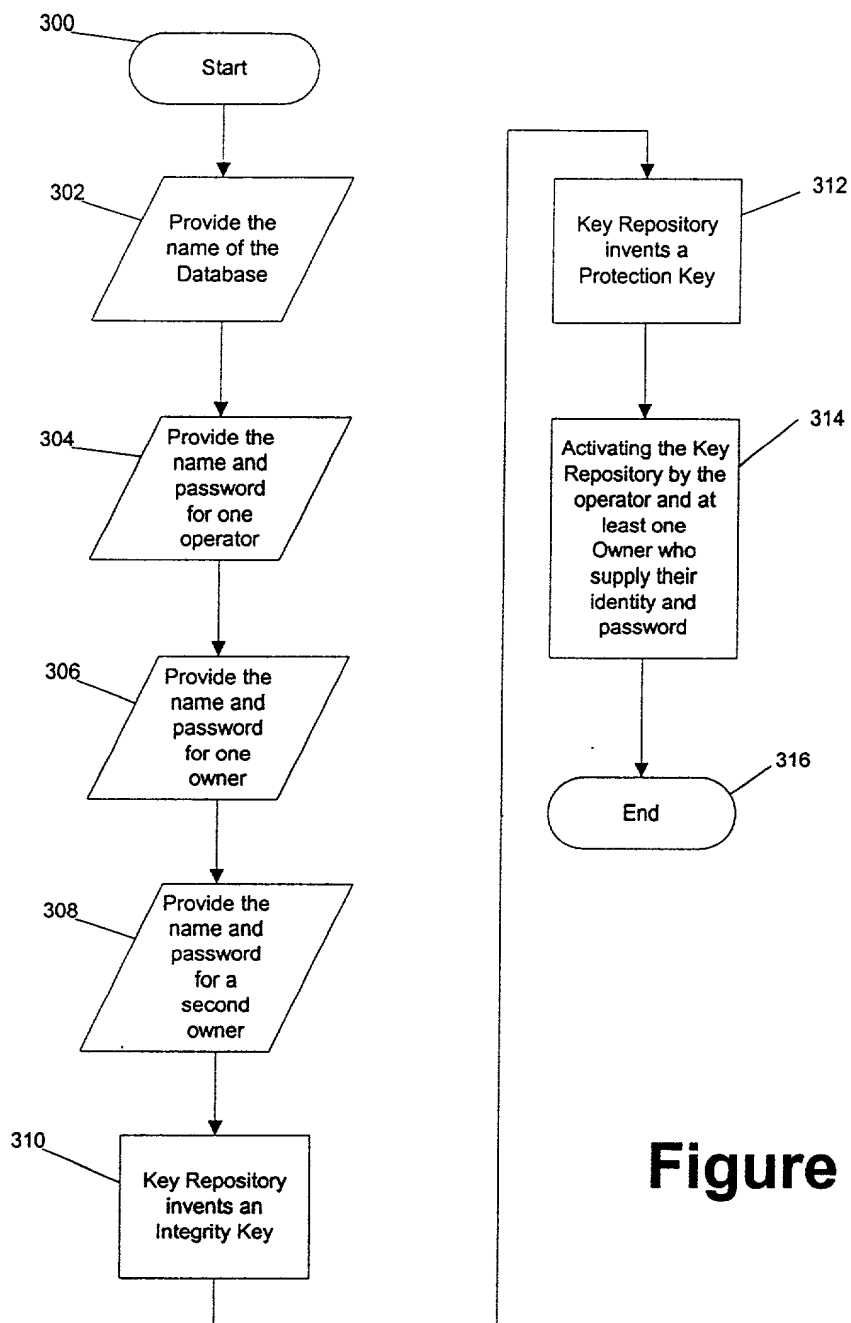 300
Start
302
Provide the
name of the
Database
304
Provide the
name and
password
for one
operator
306
Provide the
name and
password
for one
owner
308
Provide the
name and
password
for a
second
owner
310
Key Repository
invents an
Integrity Key
312
Key Repository
invents a
Protection Key
314
Activating the Key
Repository by the
operator and at
least one
Owner who
supply their
identity and
password
316
End
Figure